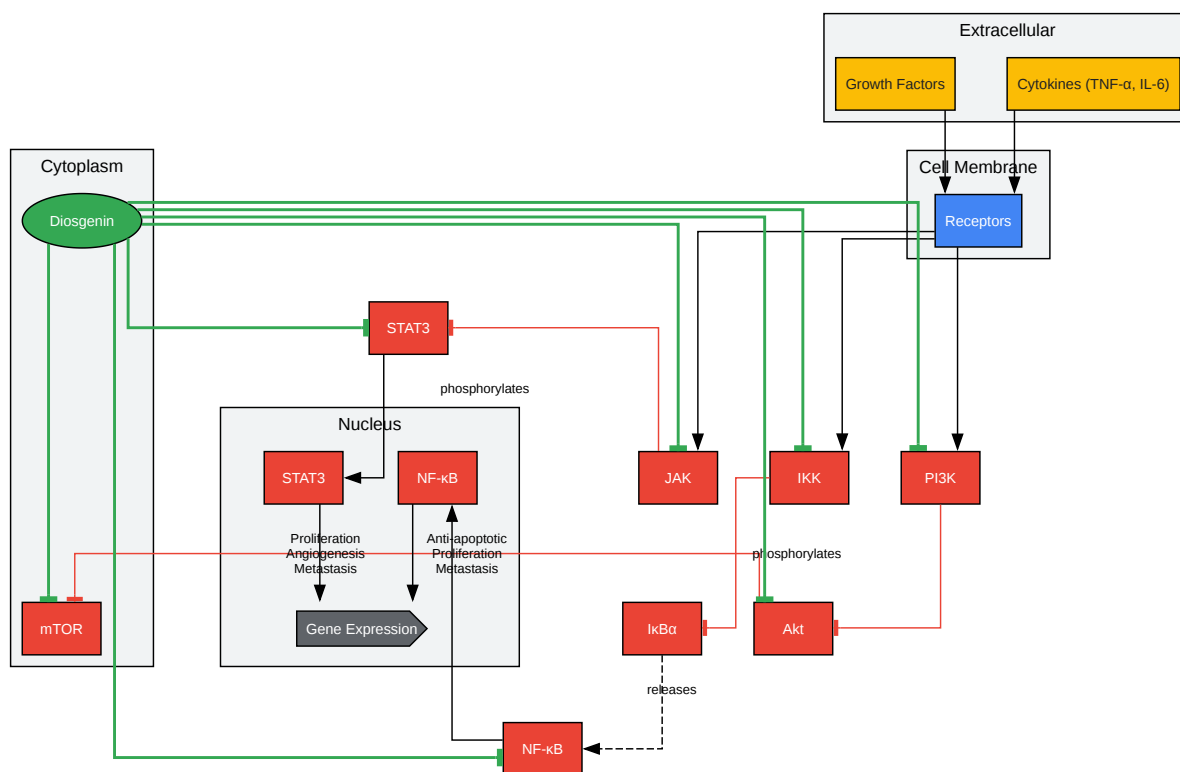 Extracellular
Growth Factors
Cytokines (TNF-α, IL-6)
Cytoplasm
Cell Membrane
Diosgenin
Receptors
STAT3
phosphorylates
Nucleus
STAT3
NF-κB
JAK
IKK
PI3K
Proliferation
Angiogenesis
Metastasis
Anti-apoptotic
Proliferation
Metastasis
phosphorylates
mTOR
Gene Expression
IκBα
Akt
releases
NF-κB